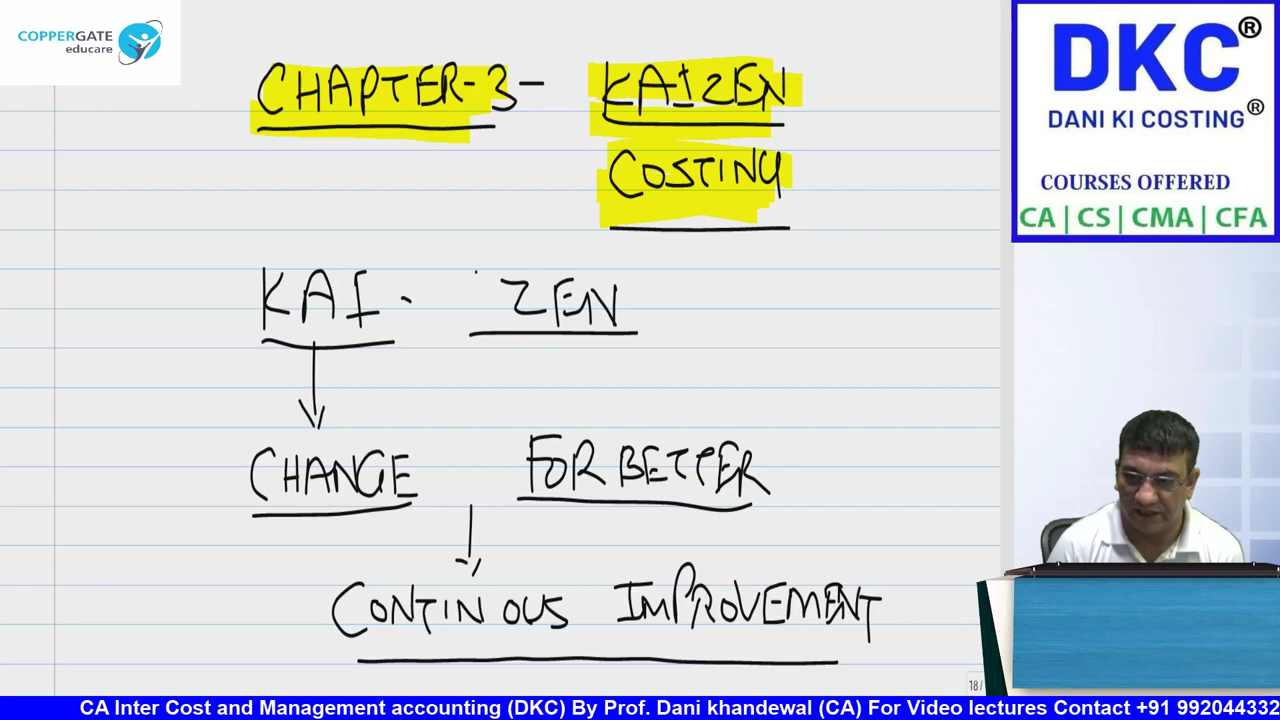 COPPERGATE
educare
CHAPTER-3- KAIZEN
COSTING
KAI - ZEN
CHANGE FOR BETTER
CONTINOUS IMPROVEMENT
DKC®
DANI KI COSTING®
COURSES OFFERED
CA | CS | CMA | CFA
18/
CA Inter Cost and Management accounting (DKC) By Prof. Dani khandewal (CA) For Video lectures Contact +91 992044332